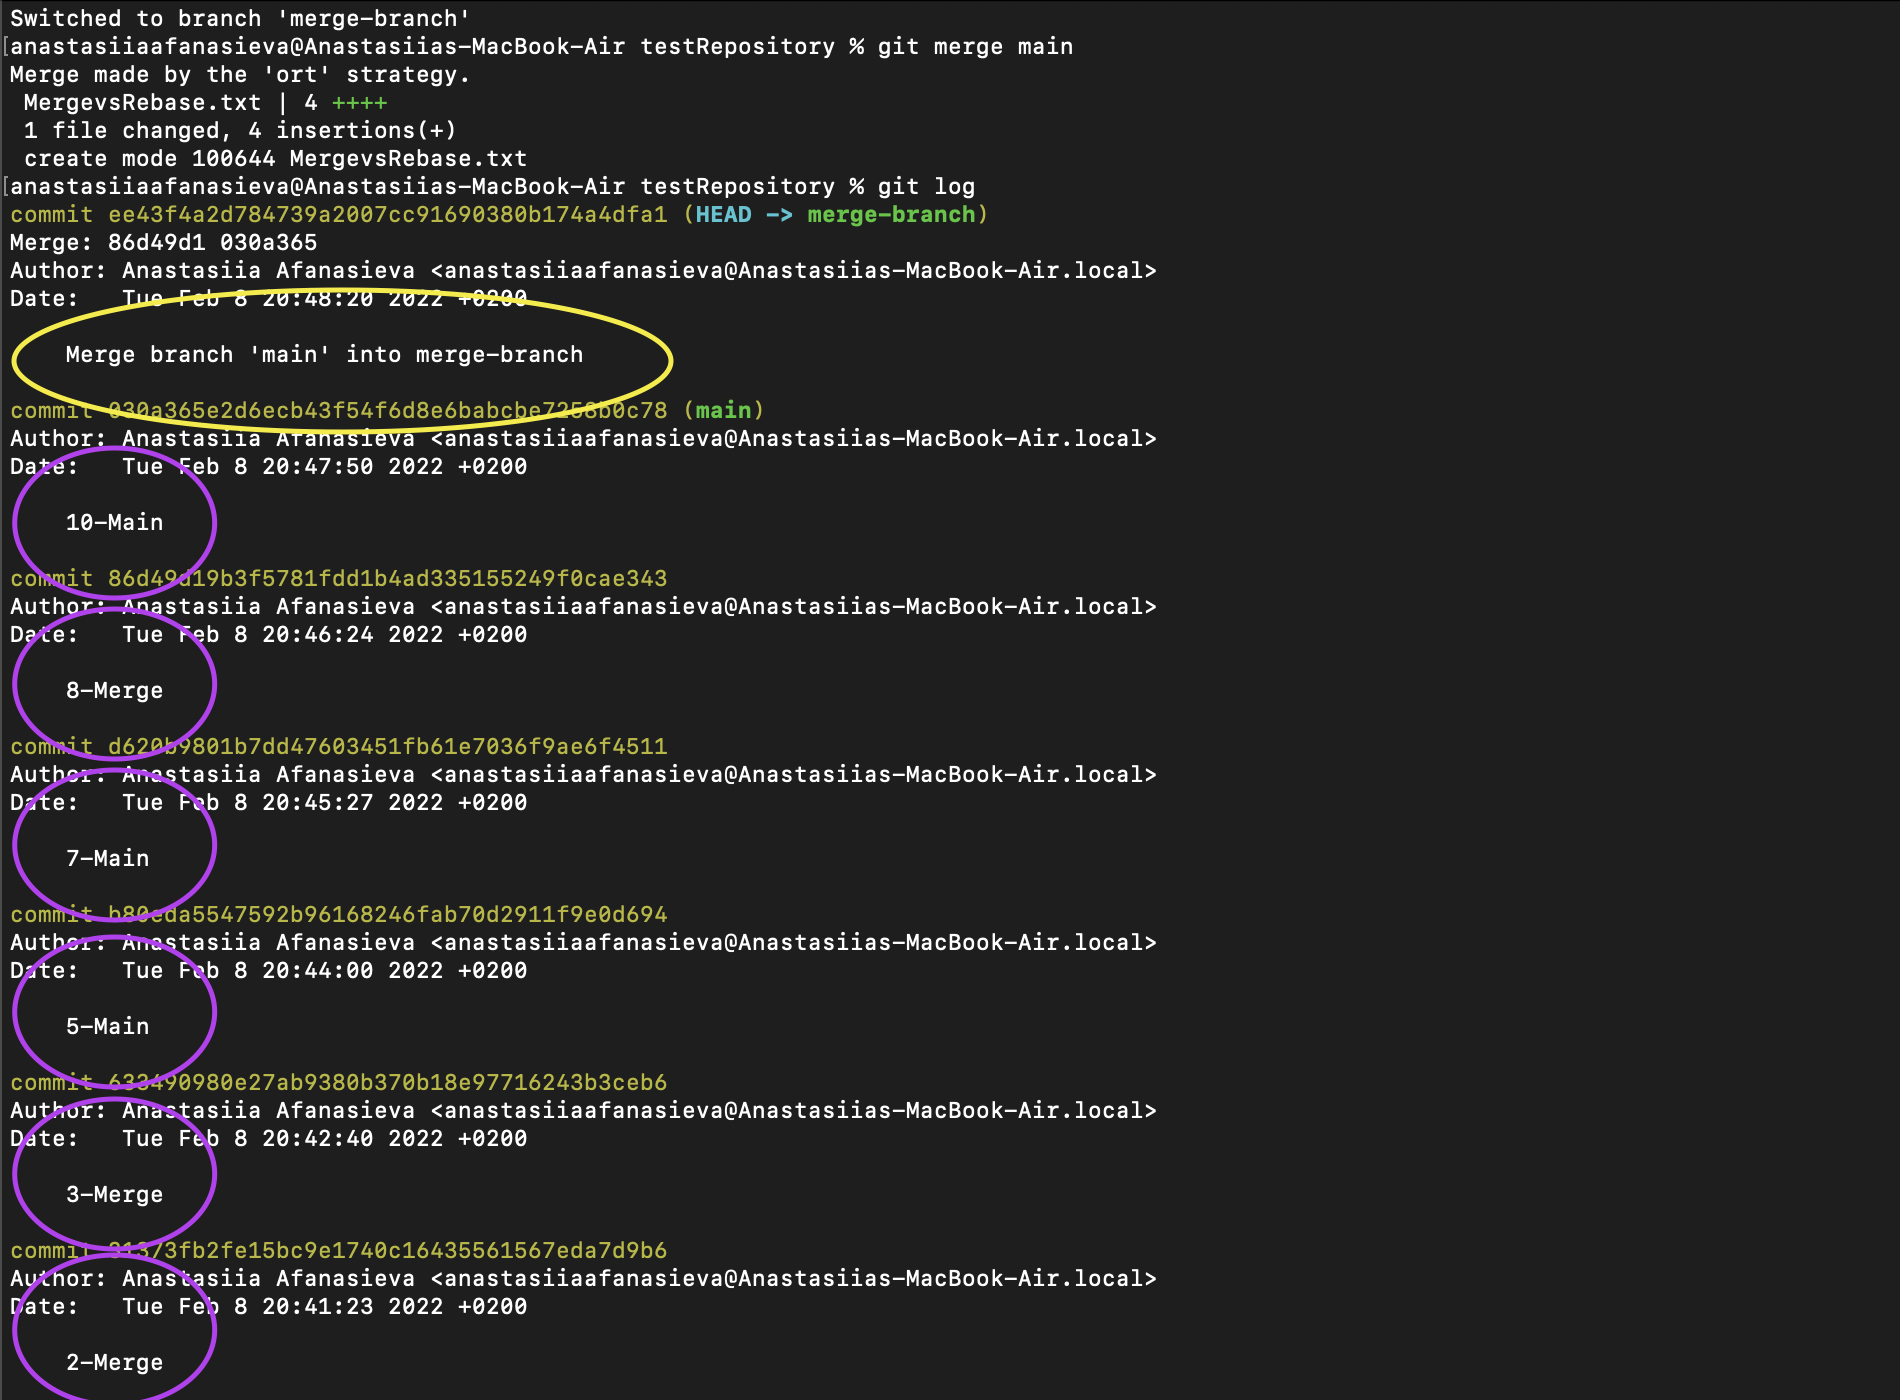 Switched to branch 'merge-branch'
[anastasiiaafanasieva@Anastasiias-MacBook-Air testRepository % git merge main
Merge made by the 'ort' strategy.
 MergevsRebase.txt | 4 ++++
 1 file changed, 4 insertions(+)
 create mode 100644 MergevsRebase.txt
[anastasiiaafanasieva@Anastasiias-MacBook-Air testRepository % git log
commit ee43f4a2d784739a2007cc91690380b174a4dfa1 (HEAD -> merge-branch)
Merge: 86d49d1 030a365
Author: Anastasiia Afanasieva <anastasiiaafanasieva@Anastasiias-MacBook-Air.local>
Date:   Tue Feb 8 20:48:20 2022 +0200
    Merge branch 'main' into merge-branch
commit 030a365e2d6ecb43f54f6d8e6babcbe7258b0c78 (main)
Author: Anastasiia Afanasieva <anastasiiaafanasieva@Anastasiias-MacBook-Air.local>
Date:   Tue Feb 8 20:47:50 2022 +0200
    10-Main
commit 86d49d19b3f5781fdd1b4ad335155249f0cae343
Author: Anastasiia Afanasieva <anastasiiaafanasieva@Anastasiias-MacBook-Air.local>
Date:   Tue Feb 8 20:46:24 2022 +0200
    8-Merge
commit d620b9801b7dd47603451fb61e7036f9ae6f4511
Author: Anastasiia Afanasieva <anastasiiaafanasieva@Anastasiias-MacBook-Air.local>
Date:   Tue Feb 8 20:45:27 2022 +0200
    7-Main
commit b80eda5547592b96168246fab70d2911f9e0d694
Author: Anastasiia Afanasieva <anastasiiaafanasieva@Anastasiias-MacBook-Air.local>
Date:   Tue Feb 8 20:44:00 2022 +0200
    5-Main
commit 633490980e27ab9380b370b18e97716243b3ceb6
Author: Anastasiia Afanasieva <anastasiiaafanasieva@Anastasiias-MacBook-Air.local>
Date:   Tue Feb 8 20:42:40 2022 +0200
    3-Merge
commit
Author: Anastasiia Afanasieva <anastasiiaafanasieva@Anastasiias-MacBook-Air.local>
Date:   Tue Feb 8 20:41:23 2022 +0200
    2-Merge